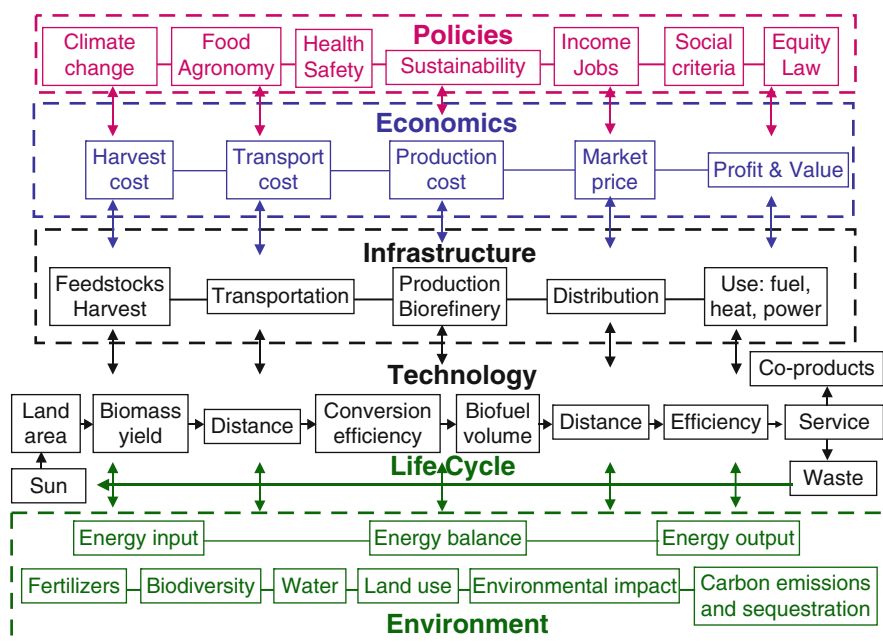 Policies
Climate
change
Food
Agronomy
Health
Safety
Sustainability
Income
Jobs
Social
criteria
Equity
Law
Economics
Harvest
cost
Transport
cost
Production
cost
Market
price
Profit & Value
Infrastructure
Feedstocks
Harvest
Transportation
Production
Biorefinery
Distribution
Use: fuel,
heat, power
Technology
Co-products
Land
area
Biomass
yield
Distance
Conversion
efficiency
Biofuel
volume
Distance
Efficiency
Service
Life Cycle
Sun
Waste
Energy input
Energy balance
Energy output
Fertilizers
Biodiversity
Water
Land use
Environmental impact
Carbon emissions
and sequestration
Environment